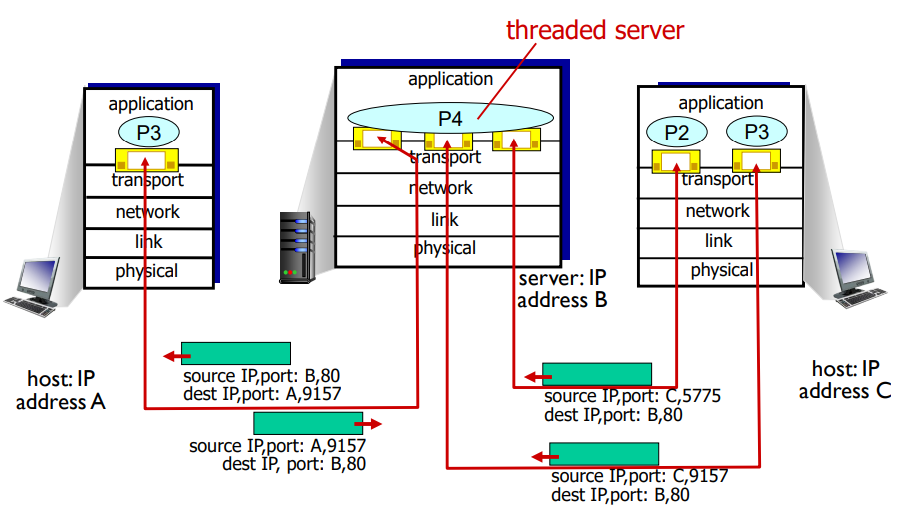 threaded server
application
P3
transport
network
link
physical
application
P4
transport
network
link
physical
application
P2
P3
transport
network
link
physical
server: IP
address B
host: IP
address A
host: IP
address C
source IP,port: B,80
dest IP,port: A,9157
source IP,port: A,9157
dest IP, port: B,80
source IP,port: C,5775
dest IP,port: B,80
source IP,port: C,9157
dest IP,port: B,80